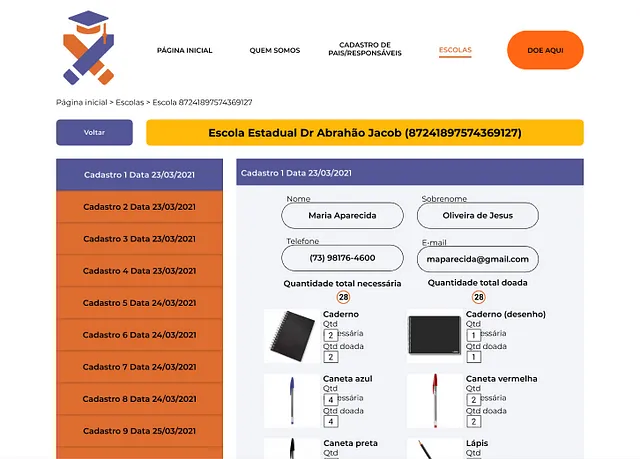 PÁGINA INICIAL
QUEM SOMOS
CADASTRO DE
PAIS/RESPONSÁVEIS
ESCOLAS
DOE AQUI
Página inicial > Escolas > Escola 87241897574369127
Voltar
Escola Estadual Dr Abrahão Jacob (87241897574369127)
Cadastro 1 Data 23/03/2021
Cadastro 2 Data 23/03/2021
Cadastro 3 Data 23/03/2021
Cadastro 4 Data 23/03/2021
Cadastro 5 Data 24/03/2021
Cadastro 6 Data 24/03/2021
Cadastro 7 Data 24/03/2021
Cadastro 8 Data 24/03/2021
Cadastro 9 Data 25/03/2021
Cadastro 1 Data 23/03/2021
Nome
Maria Aparecida
Sobrenome
Oliveira de Jesus
Telefone
(73) 98176-4600
E-mail
maparecida@gmail.com
Quantidade total necessária
28
Quantidade total doada
28
Caderno
Qtd
2 essária
Qtd doada
2
Caderno (desenho)
Qtd
1 essária
Qtd doada
1
Caneta azul
Qtd
4 essária
Qtd doada
4
Caneta vermelha
Qtd
2 essária
Qtd doada
2
Caneta preta
Qtd
Lápis
Qtd